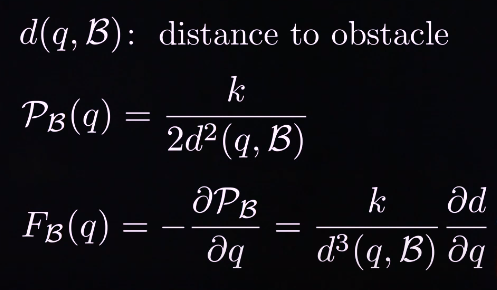 d(q, ℬ): distance to obstacle
𝒫_ℬ(q) = k / 2d²(q, ℬ)
F_ℬ(q) = −∂𝒫_ℬ/∂q = k / d³(q, ℬ) ∂d/∂q